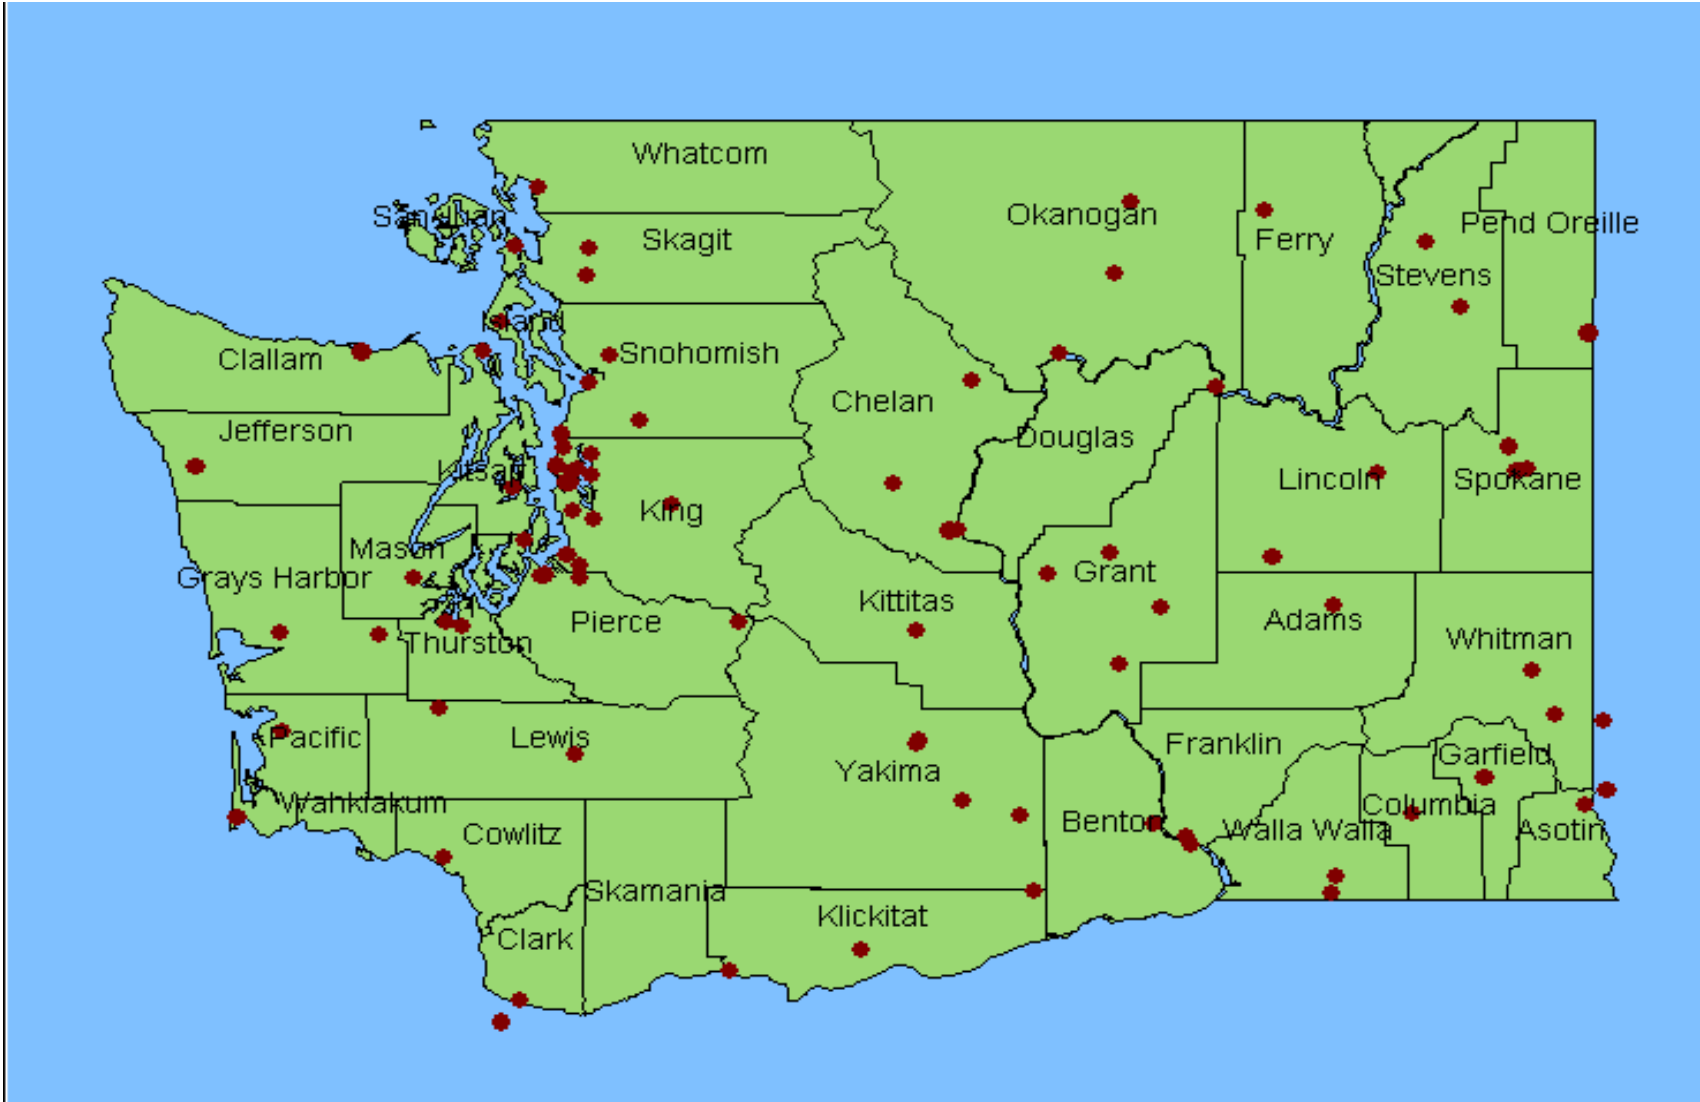 Whatcom
San Juan
Skagit
Okanogan
Ferry
Pend Oreille
Stevens
Island
Clallam
Snohomish
Chelan
Jefferson
Douglas
Kitsap
King
Lincoln
Spokane
Mason
Grays Harbor
Grant
Kittitas
Pierce
Adams
Thurston
Whitman
Pacific
Lewis
Yakima
Franklin
Garfield
Wahkiakum
Cowlitz
Benton
Columbia
Walla Walla
Asotin
Skamania
Klickitat
Clark